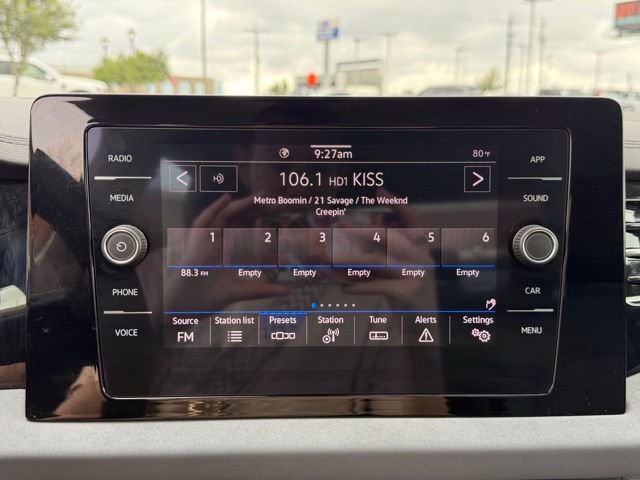 9:27am
80°F
106.1 HD1 KISS
Metro Boomin / 21 Savage / The Weeknd
Creepin'
1 2 3 4 5 6
88.3 FM Empty Empty Empty Empty Empty
Source Station list Presets Station Tune Alerts Settings
FM
RADIO
MEDIA
PHONE
VOICE
APP
SOUND
CAR
MENU